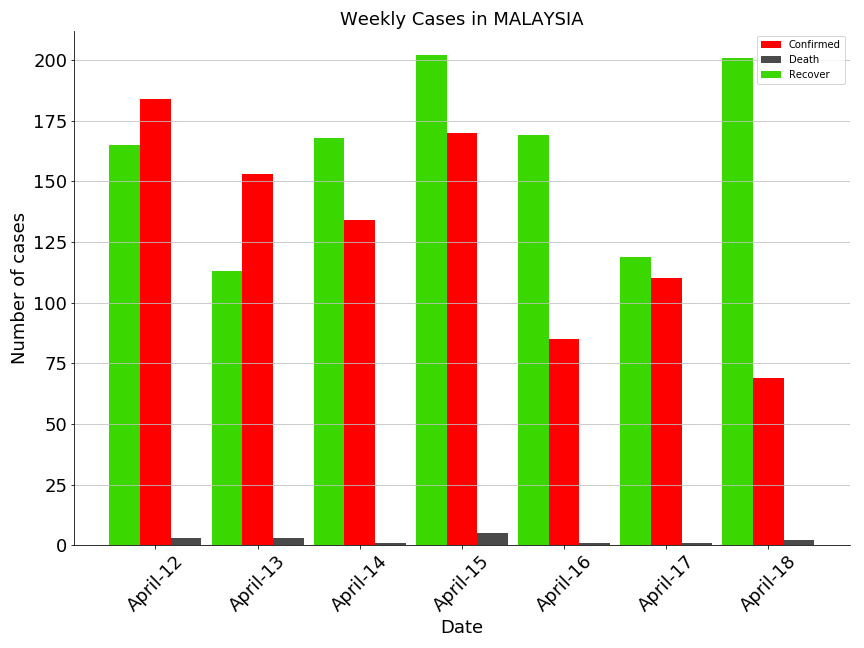 Weekly Cases in MALAYSIA
Confirmed
Death
Recover
Number of cases
200
175
150
125
100
75
50
25
0
April-12
April-13
April-14
April-15
April-16
April-17
April-18
Date